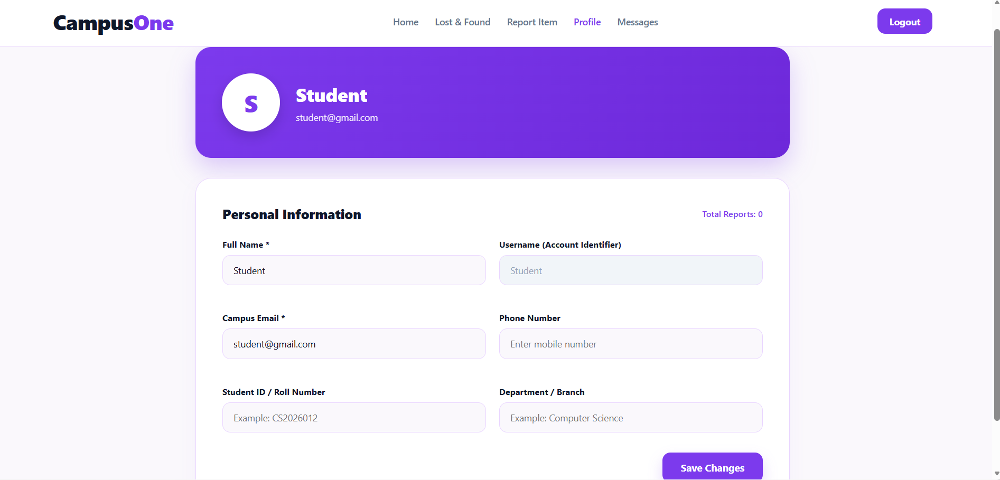 CampusOne
Home Lost & Found Report Item Profile Messages
Logout
S
Student
student@gmail.com
Personal Information
Total Reports: 0
Full Name *
Username (Account Identifier)
Student
Student
Campus Email *
Phone Number
student@gmail.com
Enter mobile number
Student ID / Roll Number
Department / Branch
Example: CS2026012
Example: Computer Science
Save Changes